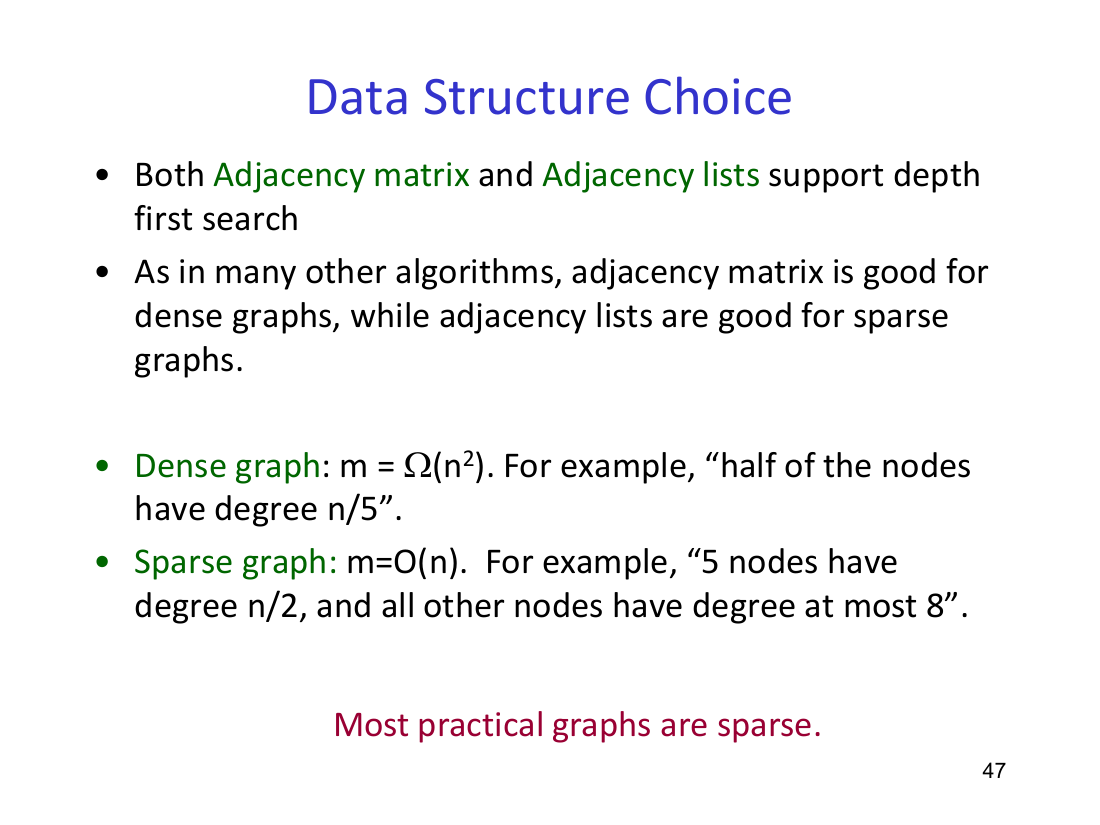 Data Structure Choice
• Both Adjacency matrix and Adjacency lists support depth
first search
• As in many other algorithms, adjacency matrix is good for
dense graphs, while adjacency lists are good for sparse
graphs.
• Dense graph: m = Ω(n²). For example, “half of the nodes
have degree n/5”.
• Sparse graph: m=O(n).  For example, “5 nodes have
degree n/2, and all other nodes have degree at most 8”.
Most practical graphs are sparse.
47